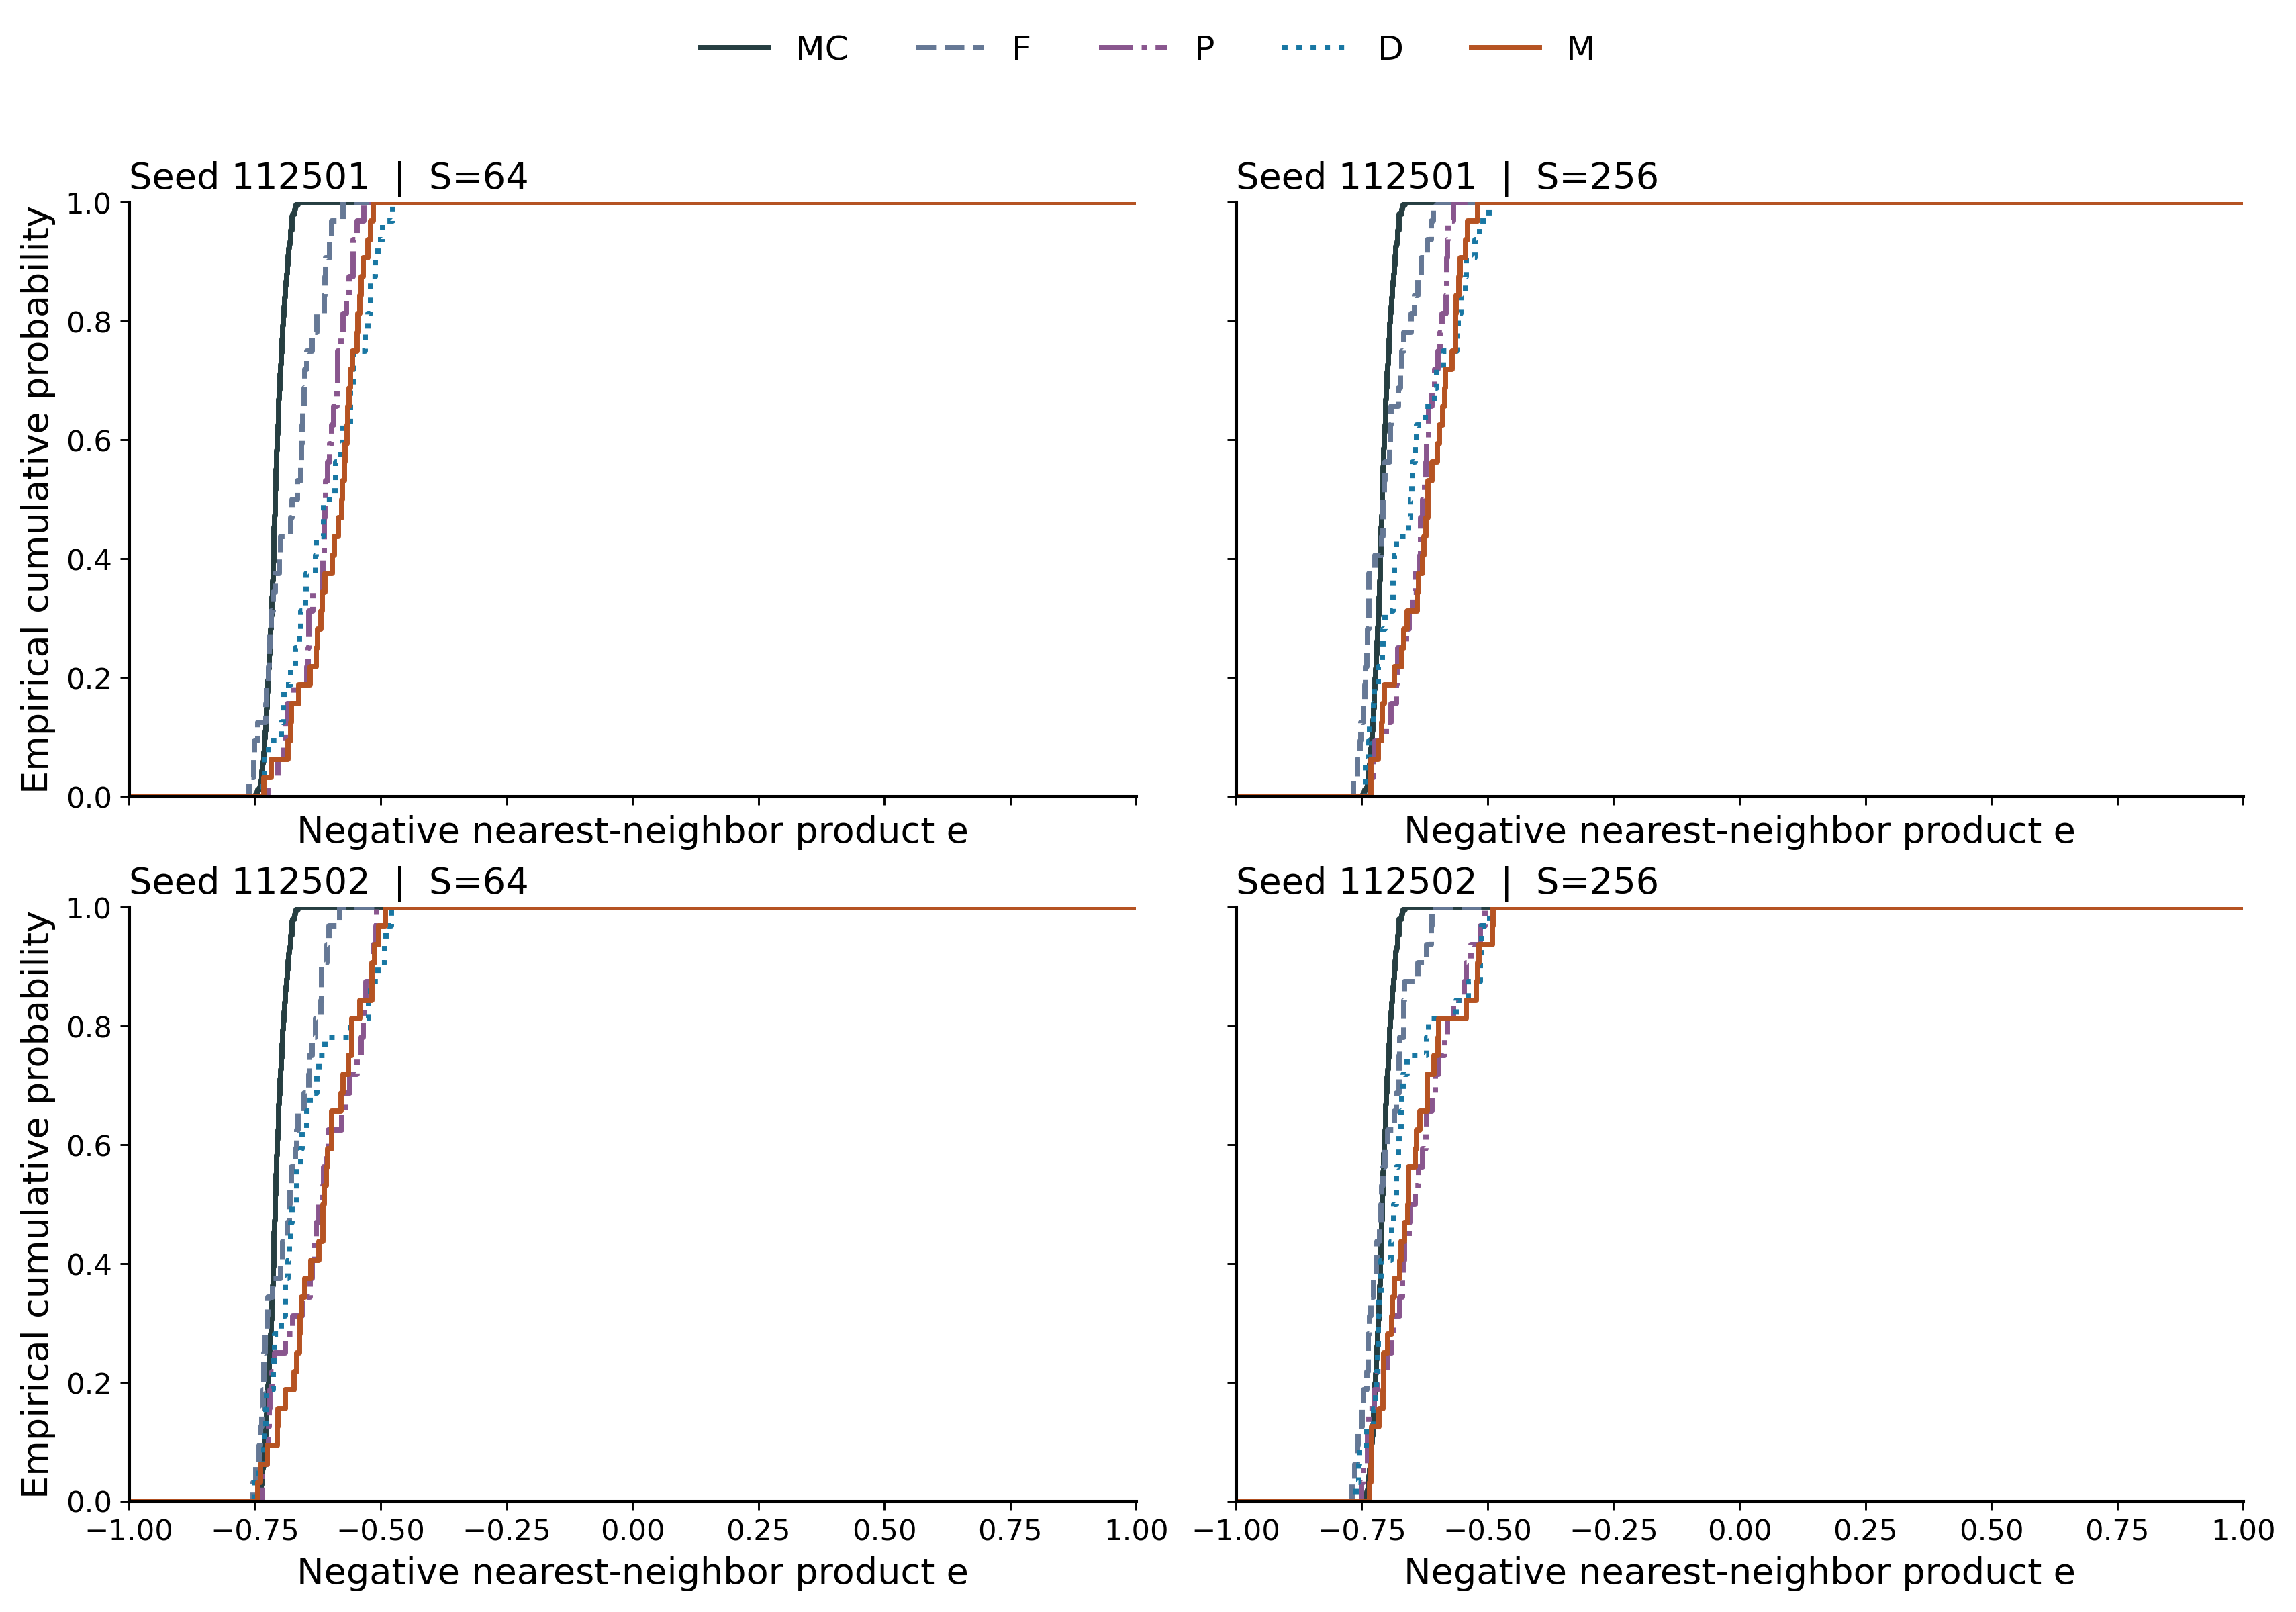 MC F P D M
Seed 112501 | S=64
Seed 112501 | S=256
1.0
0.8
0.6
0.4
0.2
0.0
Empirical cumulative probability
Negative nearest-neighbor product e
Negative nearest-neighbor product e
Seed 112502 | S=64
Seed 112502 | S=256
1.0
0.8
0.6
0.4
0.2
0.0
Empirical cumulative probability
−1.00 −0.75 −0.50 −0.25 0.00 0.25 0.50 0.75 1.00
−1.00 −0.75 −0.50 −0.25 0.00 0.25 0.50 0.75 1.00
Negative nearest-neighbor product e
Negative nearest-neighbor product e